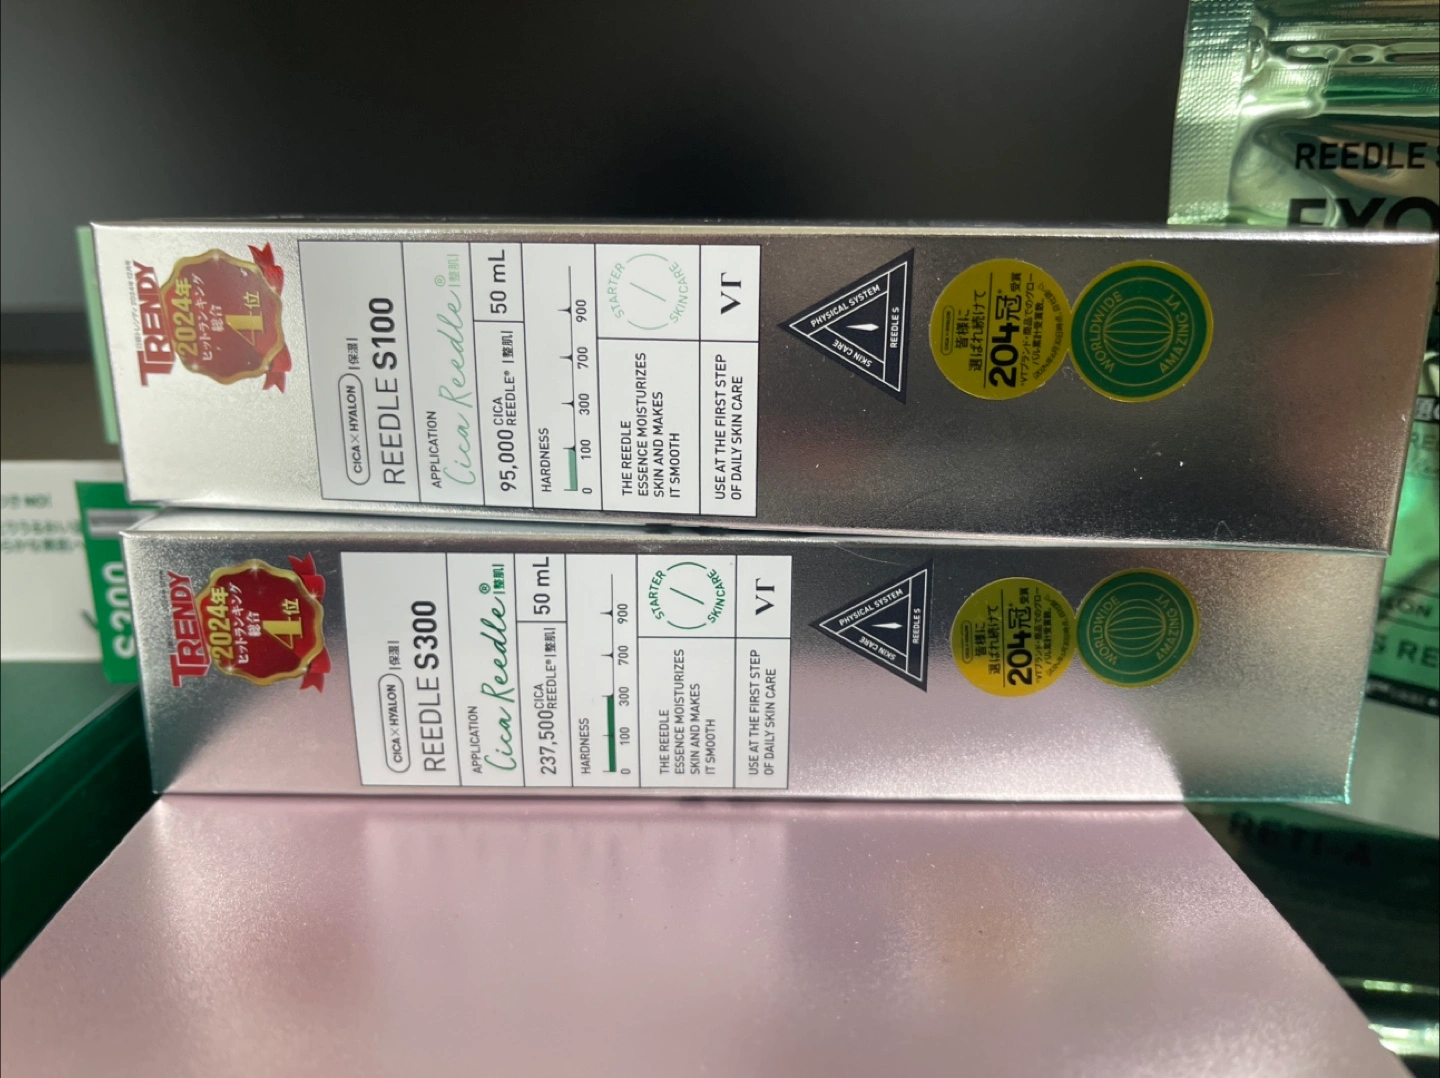 TRENDY
2024年
ヒットランキング
総合
4位
CICA×HYALON |保湿|
REEDLE S100
APPLICATION
Cica Reedle® |整肌|
95,000 CICA REEDLE® |整肌|
50 mL
HARDNESS
0 100 300 700 900
THE REEDLE
ESSENCE MOISTURIZES
SKIN AND MAKES
IT SMOOTH
STARTER
SKINCARE
USE AT THE FIRST STEP
OF DAILY SKIN CARE
VT
PHYSICAL SYSTEM
REEDLE S
SKIN CARE
皆様に
選ばれ続けて
204冠*受賞
WORLDWIDE
AMAZING VT
TRENDY
2024年
ヒットランキング
総合
4位
CICA×HYALON |保湿|
REEDLE S300
APPLICATION
Cica Reedle® |整肌|
237,500 CICA REEDLE® |整肌|
50 mL
HARDNESS
0 100 300 700 900
THE REEDLE
ESSENCE MOISTURIZES
SKIN AND MAKES
IT SMOOTH
STARTER
SKINCARE
USE AT THE FIRST STEP
OF DAILY SKIN CARE
VT
PHYSICAL SYSTEM
REEDLE S
SKIN CARE
皆様に
選ばれ続けて
204冠*受賞
WORLDWIDE
AMAZING VT
REEDLE
EXO